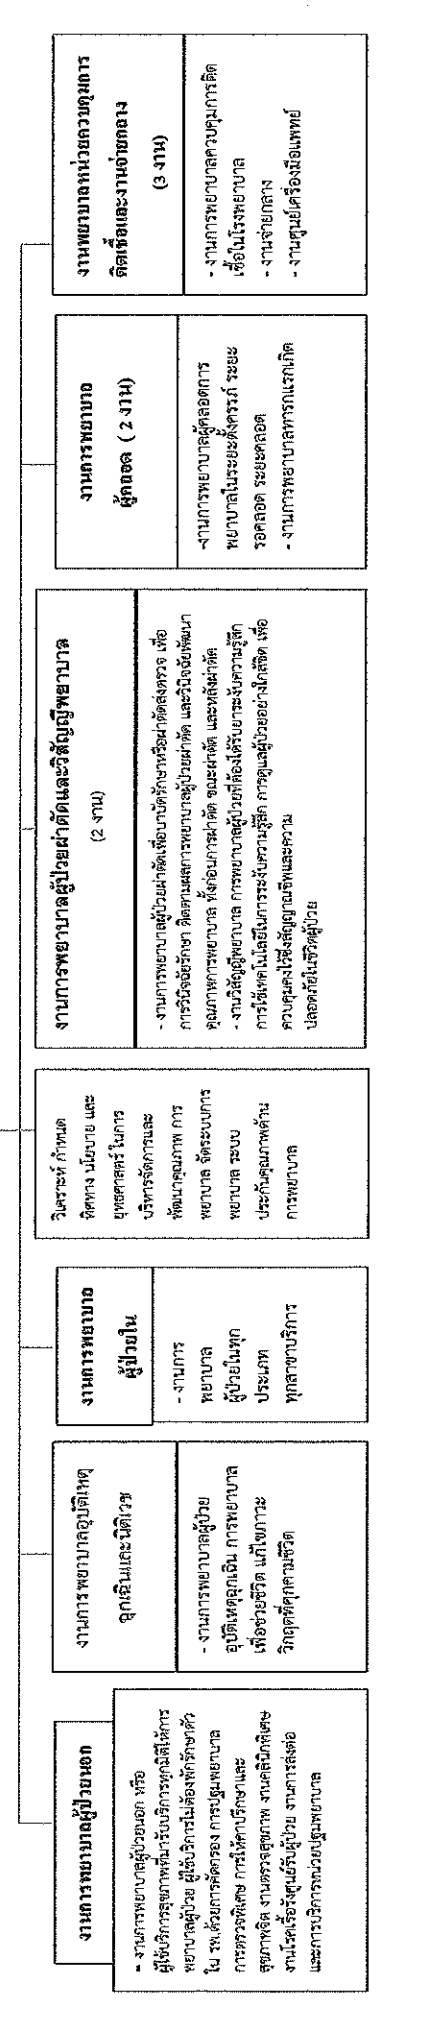 งานการพยาบาลผู้ป่วยนอก
- งานการพยาบาลผู้ป่วยนอก หรือ
ผู้ใช้บริการสุขภาพที่มารับบริการทุกมิติให้การ
พยาบาลผู้ป่วย ผู้ใช้บริการไม่ต้องพักรักษาตัว
ใน รพ.ด้วยการคัดกรอง การปฐมพยาบาล
การตรวจพิเศษ การให้คำปรึกษาและ
สุขภาพจิต งานตรวจสุขภาพ งานคลินิกพิเศษ
งานโรคเรื้อรังศูนย์รับผู้ป่วย งานการส่งต่อ
และการบริการหน่วยปฐมพยาบาล
งานการพยาบาลอุบัติเหตุ
ฉุกเฉินและนิติเวช
- งานการพยาบาลผู้ป่วย
อุบัติเหตุฉุกเฉิน การพยาบาล
เพื่อช่วยชีวิต แก้ไขภาวะ
วิกฤตที่คุกคามชีวิต
งานการพยาบาล
ผู้ป่วยใน
- งานการ
พยาบาล
ผู้ป่วยในทุก
ประเภท
ทุกสาขาบริการ
วิเคราะห์ กำหนด
ทิศทาง นโยบาย และ
ยุทธศาสตร์ ในการ
บริหารจัดการและ
พัฒนาคุณภาพ การ
พยาบาล จัดระบบการ
พยาบาล ระบบ
ประกันคุณภาพด้าน
การพยาบาล
งานการพยาบาลผู้ป่วยผ่าตัดและวิสัญญีพยาบาล
(2 งาน)
- งานการพยาบาลผู้ป่วยผ่าตัดเพื่อบาบัดรักษาหรือผ่าตัดส่งตรวจ เพื่อ
การวินิจฉัยรักษา ติดตามผลการพยาบาลผู้ป่วยผ่าตัด และวินิจฉัยพัฒนา
คุณภาพการพยาบาล ทั้งก่อนการผ่าตัด ขณะผ่าตัด และหลังผ่าตัด
- งานวิสัญญีพยาบาล การพยาบาลผู้ป่วยที่ต้องได้รับยาระงับความรู้สึก
การใช้เทคโนโลยีในการระงับความรู้สึก การดูแลผู้ป่วยอย่างใกล้ชิด เพื่อ
ควบคุมคงไว้ซึ่งสัญญาณชีพและความ
ปลอดภัยในชีวิตผู้ป่วย
งานการพยาบาล
ผู้คลอด ( 2 งาน)
-งานการพยาบาลผู้คลอดการ
พยาบาลในระยะตั้งครรภ์ ระยะ
รอคลอด ระยะคลอด
- งานการพยาบาลทารกแรกเกิด
งานพยาบาลหน่วยควบคุมการ
ติดเชื้อและงานจ่ายกลาง
(3 งาน)
- งานการพยาบาลควบคุมการติด
เชื้อในโรงพยาบาล
- งานจ่ายกลาง
- งานศูนย์เครื่องมือแพทย์